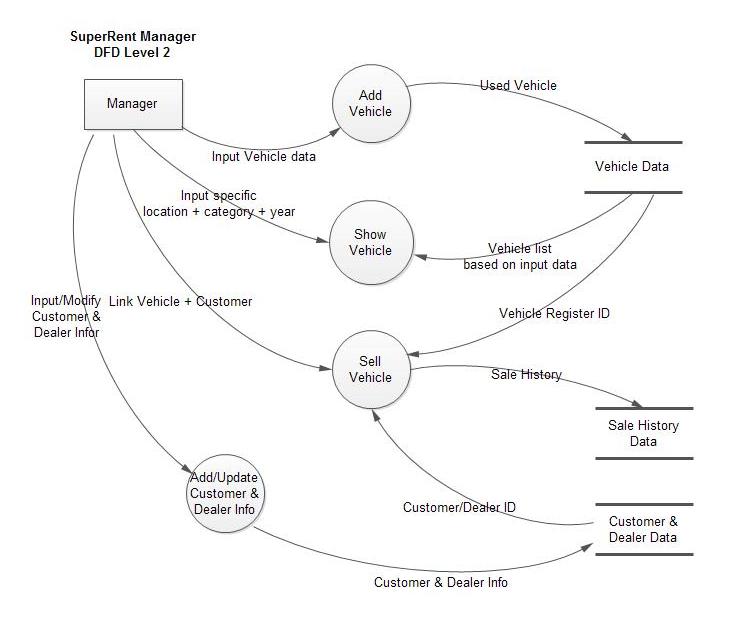 SuperRent Manager
DFD Level 2
Manager
Add
Vehicle
Used Vehicle
Input Vehicle data
Vehicle Data
Input specific
location + category + year
Show
Vehicle
Vehicle list
based on input data
Input/Modify
Customer &
Dealer Infor
Link Vehicle + Customer
Vehicle Register ID
Sell
Vehicle
Sale History
Sale History
Data
Add/Update
Customer &
Dealer Info
Customer/Dealer ID
Customer &
Dealer Data
Customer & Dealer Info